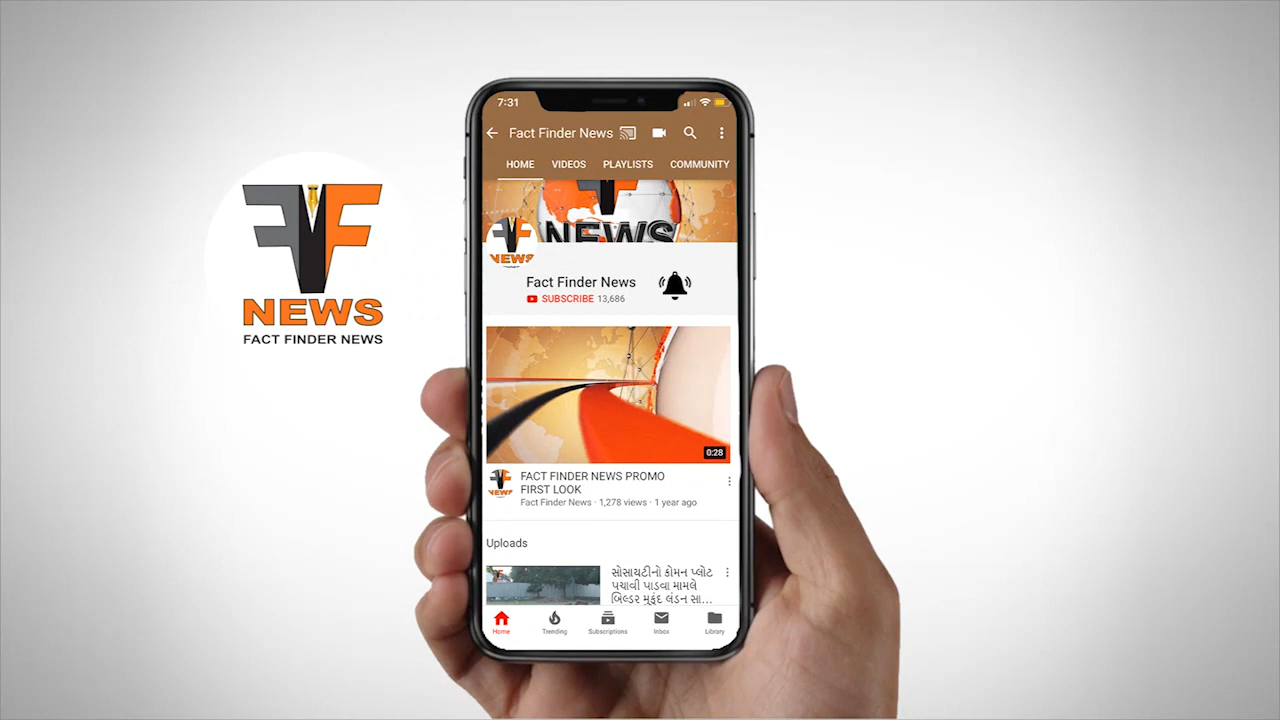 NEWS
FACT FINDER NEWS
7:31
Fact Finder News
HOME VIDEOS PLAYLISTS COMMUNITY
NEWS
NEWS
Fact Finder News
SUBSCRIBE 13,686
0:28
NEWS
FACT FINDER NEWS PROMO
FIRST LOOK
Fact Finder News · 1,278 views · 1 year ago
Uploads
સોસાયટીનો કોમન પ્લોટ
પચાવી પાડવા મામલે
બિલ્ડર મુકુંદ લંડન સા...
Home Trending Subscriptions Inbox Library